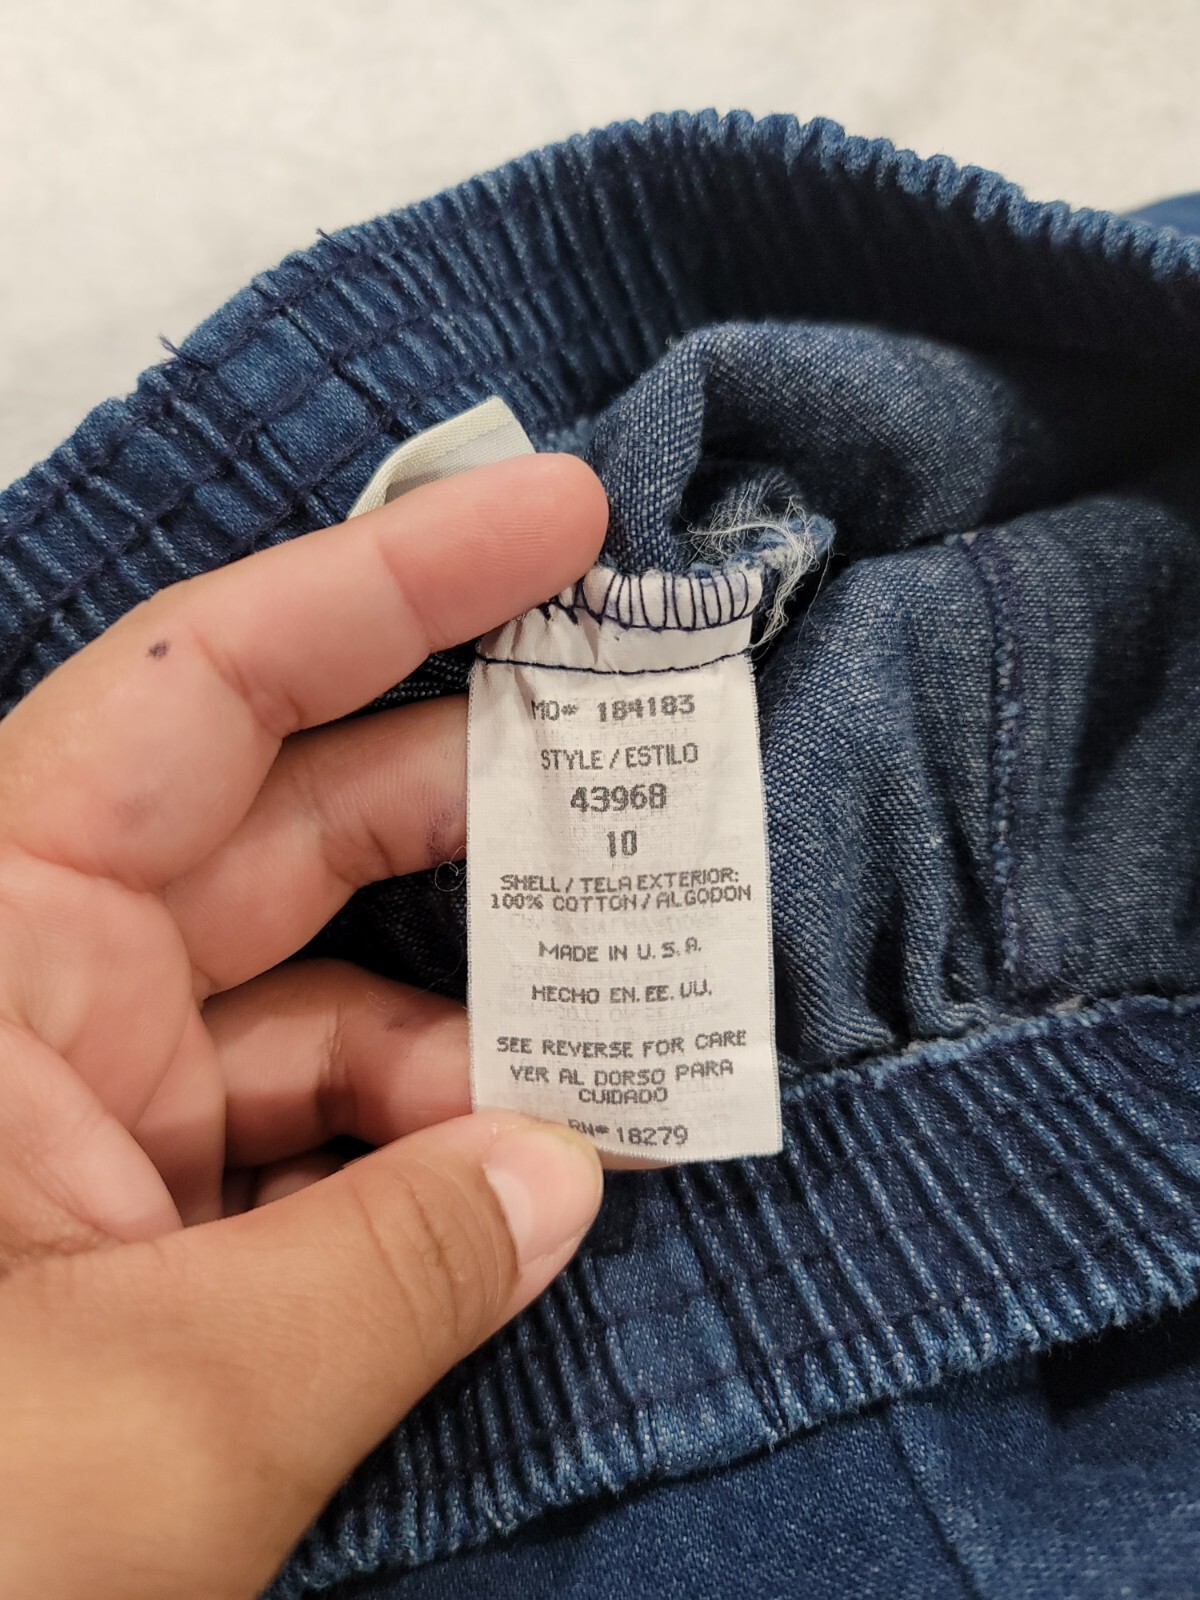 MO# 184183
STYLE / ESTILO
43968
10
SHELL / TELA EXTERIOR:
100% COTTON / ALGODON
MADE IN U.S.A.
HECHO EN. EE. UU.
SEE REVERSE FOR CARE
VER AL DORSO PARA
CUIDADO
RN# 18279